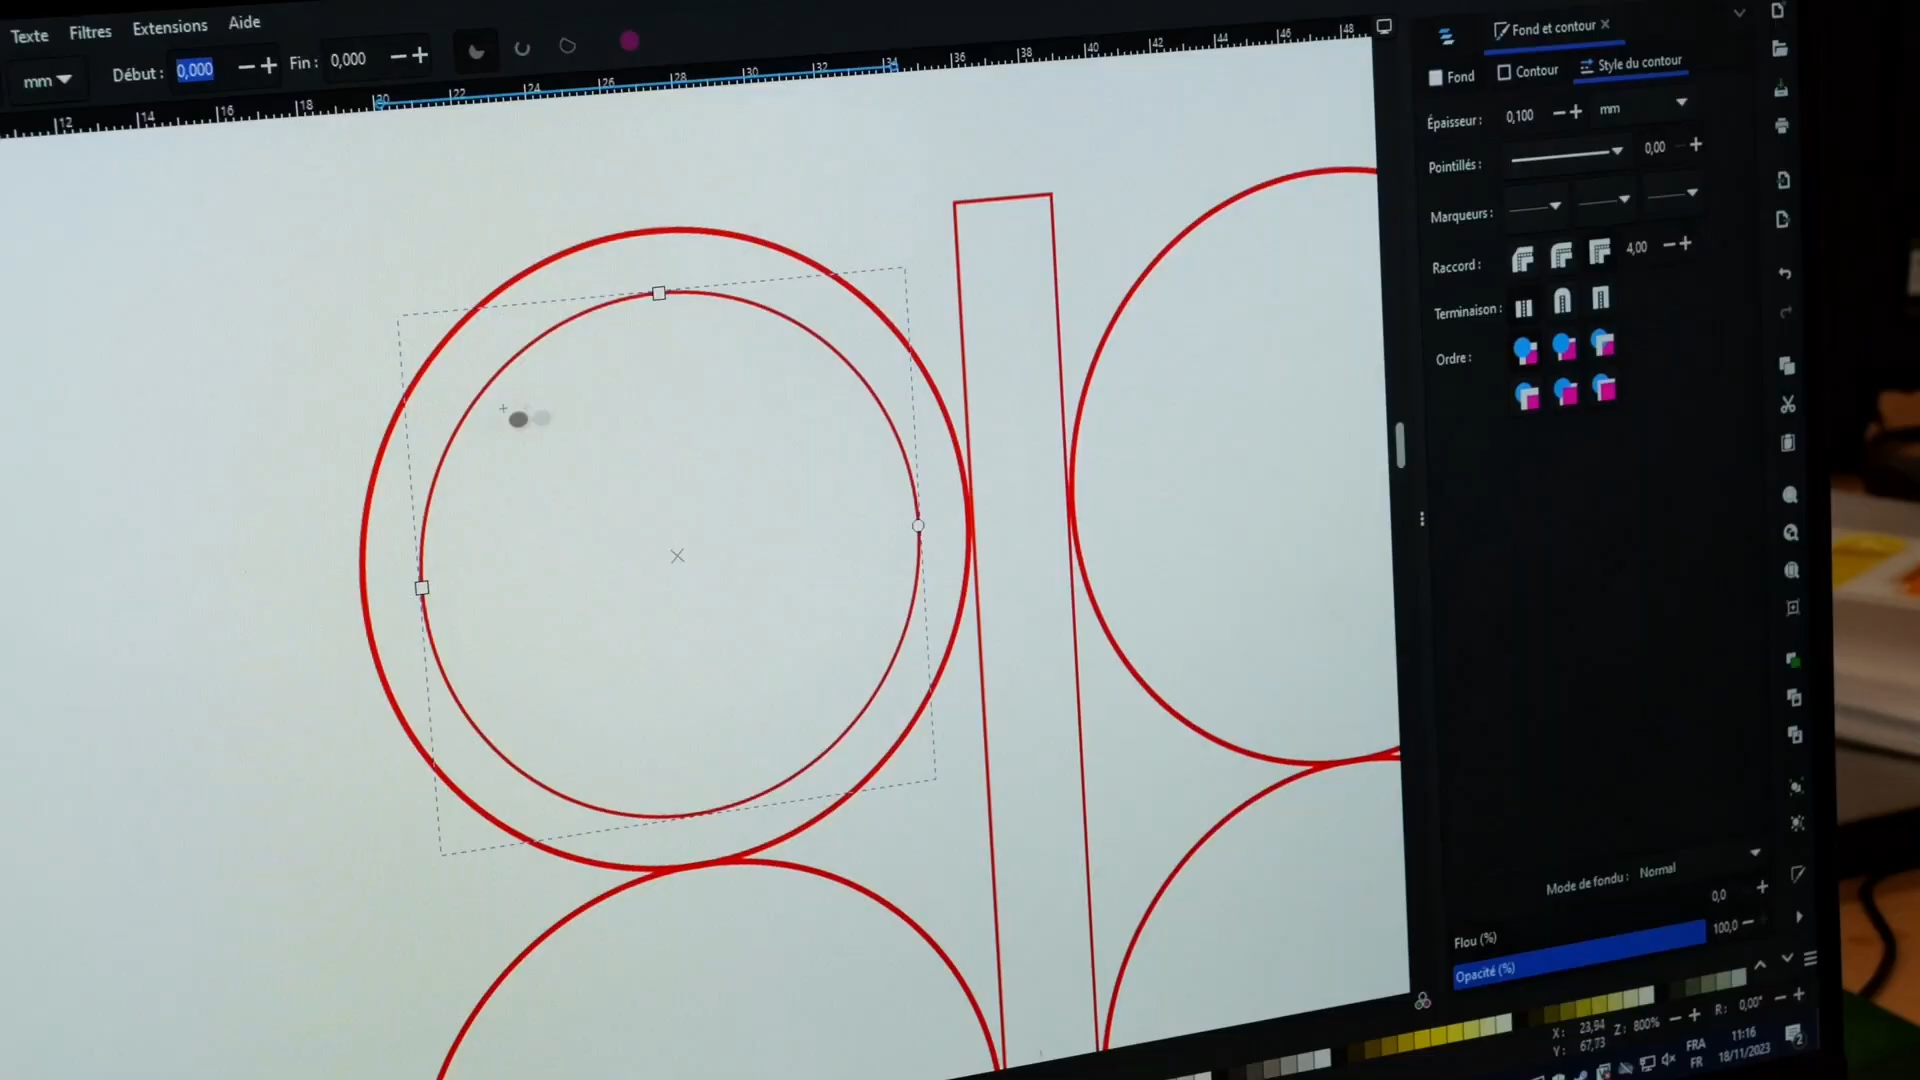 Texte Filtres Extensions Aide
mm Début : 0,000 Fin : 0,000
12 14 16 18 20 22 24 26 28 30 32 34 36 38 40 42 44 46 48
Fond et contour
Fond Contour Style du contour
Épaisseur : 0,100 mm
Pointillés : 0,00
Marqueurs :
Raccord : 4,00
Terminaison :
Ordre :
Mode de fondu : Normal
0,0
Flou (%)
100,0
Opacité (%)
X: 23,94
Y: 67,73
Z: 800%
R: 0,00°
FRA
FR
11:16
18/11/2023
2